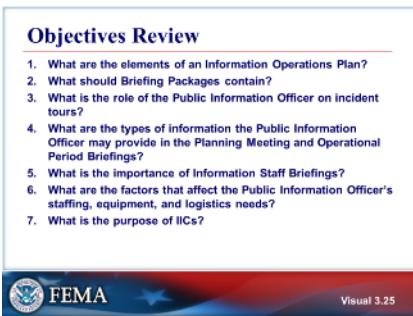 Objectives Review
1. What are the elements of an Information Operations Plan?
2. What should Briefing Packages contain?
3. What is the role of the Public Information Officer on incident
tours?
4. What are the types of information the Public Information
Officer may provide in the Planning Meeting and Operational
Period Briefings?
5. What is the importance of Information Staff Briefings?
6. What are the factors that affect the Public Information Officer's
staffing, equipment, and logistics needs?
7. What is the purpose of IICs?
FEMA
Visual 3.25